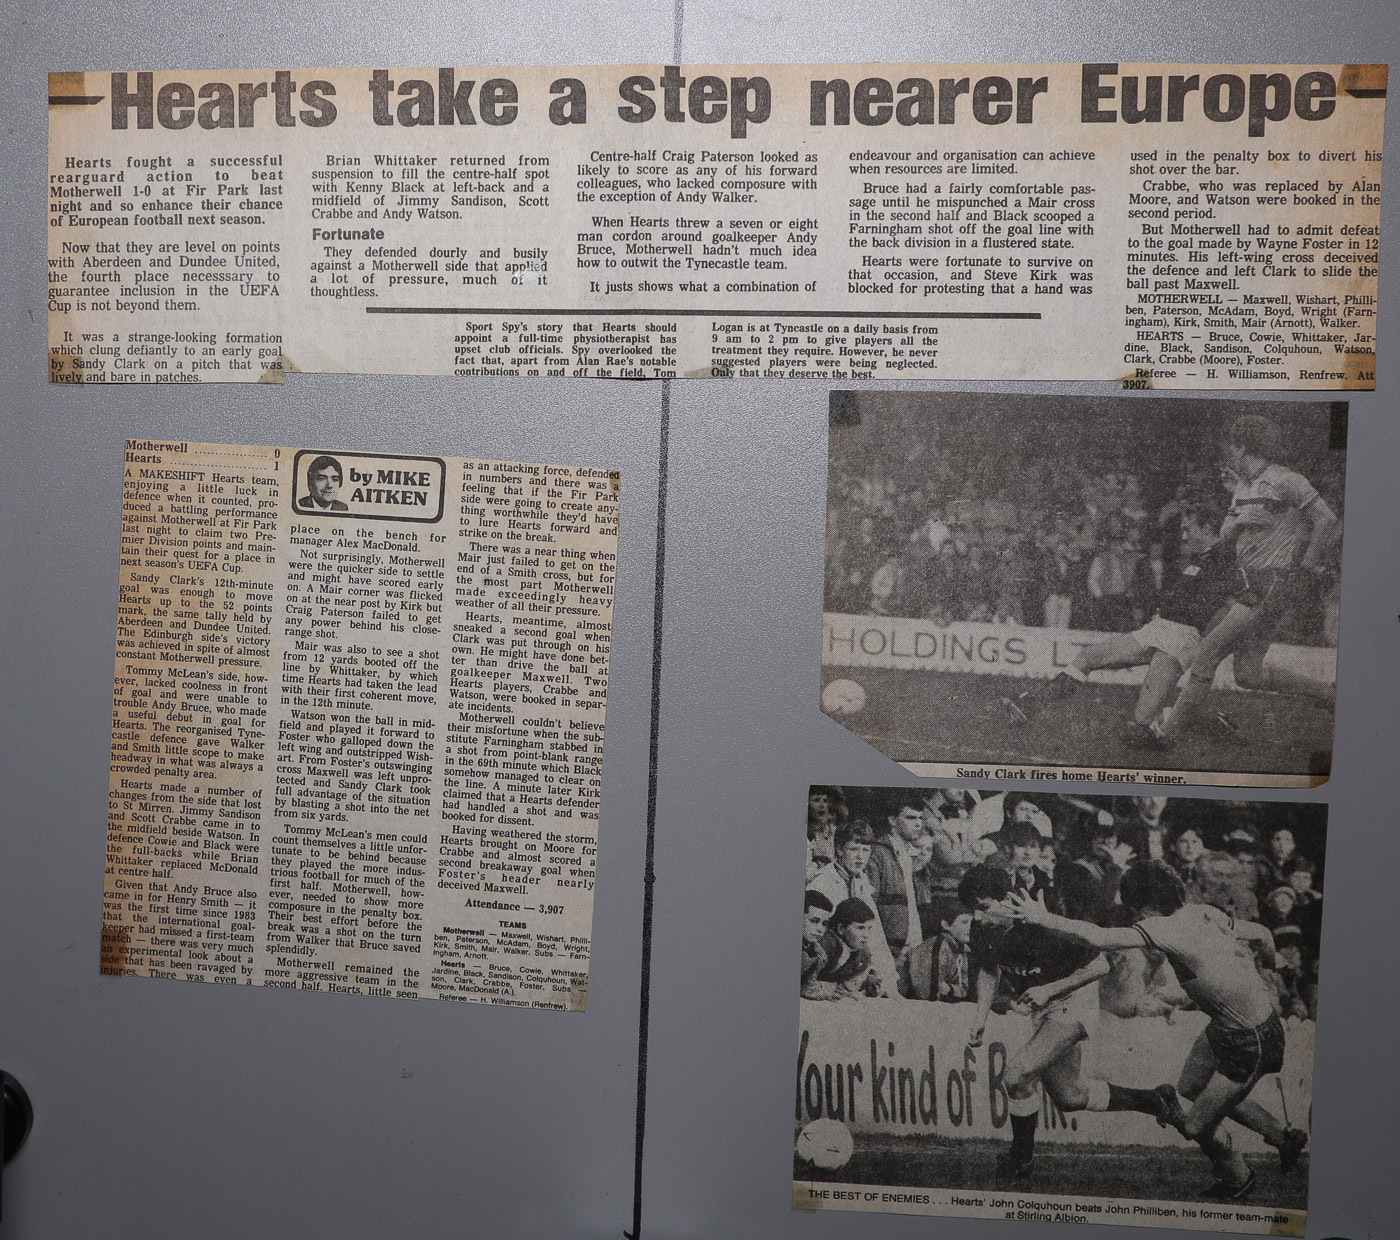 Hearts take a step nearer Europe
Hearts fought a successful
rearguard action to beat
Motherwell 1-0 at Fir Park last
night and so enhance their chance
of European football next season.
Now that they are level on points
with Aberdeen and Dundee United,
the fourth place necesssary to
guarantee inclusion in the UEFA
Cup is not beyond them.
It was a strange-looking formation
which clung defiantly to an early goal
by Sandy Clark on a pitch that was
lively and bare in patches.
Brian Whittaker returned from
suspension to fill the centre-half spot
with Kenny Black at left-back and a
midfield of Jimmy Sandison, Scott
Crabbe and Andy Watson.
Fortunate
They defended dourly and busily
against a Motherwell side that applied
a lot of pressure, much of it
thoughtless.
Centre-half Craig Paterson looked as
likely to score as any of his forward
colleagues, who lacked composure with
the exception of Andy Walker.
When Hearts threw a seven or eight
man cordon around goalkeeper Andy
Bruce, Motherwell hadn't much idea
how to outwit the Tynecastle team.
It just shows what a combination of
endeavour and organisation can achieve
when resources are limited.
Bruce had a fairly comfortable pas-
sage until he mispunched a Mair cross
in the second half and Black scooped a
Farningham shot off the goal line with
the back division in a flustered state.
Hearts were fortunate to survive on
that occasion, and Steve Kirk was
blocked for protesting that a hand was
used in the penalty box to divert his
shot over the bar.
Crabbe, who was replaced by Alan
Moore, and Watson were booked in the
second period.
But Motherwell had to admit defeat
to the goal made by Wayne Foster in 12
minutes. His left-wing cross deceived
the defence and left Clark to slide the
ball past Maxwell.
MOTHERWELL — Maxwell, Wishart, Philli-
ben, Paterson, McAdam, Boyd, Wright (Farn-
ingham), Kirk, Smith, Mair (Arnott), Walker.
HEARTS — Bruce, Cowie, Whittaker, Jar-
dine, Black, Sandison, Colquhoun, Watson,
Clark, Crabbe (Moore), Foster.
Referee — H. Williamson, Renfrew. Att
3907.
Sport Spy's story that Hearts should
appoint a full-time physiotherapist has
upset club officials. Spy overlooked the
fact that, apart from Alan Rae's notable
contributions on and off the field, Tom
Logan is at Tyncastle on a daily basis from
9 am to 2 pm to give players all the
treatment they require. However, he never
suggested players were being neglected.
Only that they deserve the best.
Motherwell .................... 0
Hearts .......................... 1
A MAKESHIFT Hearts team,
enjoying a little luck in
defence when it counted, pro-
duced a battling performance
against Motherwell at Fir Park
last night to claim two Pre-
mier Division points and main-
tain their quest for a place in
next season's UEFA Cup.
Sandy Clark's 12th-minute
goal was enough to move
Hearts up to the 52 points
mark, the same tally held by
Aberdeen and Dundee United.
The Edinburgh side's victory
was achieved in spite of almost
constant Motherwell pressure.
Tommy McLean's side, how-
ever, lacked coolness in front
of goal and were unable to
trouble Andy Bruce, who made
a useful debut in goal for
Hearts. The reorganised Tyne-
castle defence gave Walker
and Smith little scope to make
headway in what was always a
crowded penalty area.
Hearts made a number of
changes from the side that lost
to St Mirren. Jimmy Sandison
and Scott Crabbe came in to
the midfield beside Watson. In
defence Cowie and Black were
the full-backs while Brian
Whittaker replaced McDonald
at centre half.
Given that Andy Bruce also
came in for Henry Smith — it
was the first time since 1983
that the international goal-
keeper had missed a first-team
match — there was very much
an experimental look about a
side that has been ravaged by
injuries. There was even a
by MIKE
AITKEN
place on the bench for
manager Alex MacDonald.
Not surprisingly, Motherwell
were the quicker side to settle
and might have scored early
on. A Mair corner was flicked
on at the near post by Kirk but
Craig Paterson failed to get
any power behind his close-
range shot.
Mair was also to see a shot
from 12 yards booted off the
line by Whittaker, by which
time Hearts had taken the lead
with their first coherent move,
in the 12th minute.
Watson won the ball in mid-
field and played it forward to
Foster who galloped down the
left wing and outstripped Wish-
art. From Foster's outswinging
cross Maxwell was left unpro-
tected and Sandy Clark took
full advantage of the situation
by blasting a shot into the net
from six yards.
Tommy McLean's men could
count themselves a little unfor-
tunate to be behind because
they played the more indus-
trious football for much of the
first half. Motherwell, how-
ever, needed to show more
composure in the penalty box.
Their best effort before the
break was a shot on the turn
from Walker that Bruce saved
splendidly.
Motherwell remained the
more aggressive team in the
second half. Hearts, little seen
as an attacking force, defended
in numbers and there was a
feeling that if the Fir Park
side were going to create any-
thing worthwhile they'd have
to lure Hearts forward and
strike on the break.
There was a near thing when
Mair just failed to get on the
end of a Smith cross, but for
the most part Motherwell
made exceedingly heavy
weather of all their pressure.
Hearts, meantime, almost
sneaked a second goal when
Clark was put through on his
own. He might have done bet-
ter than drive the ball at
goalkeeper Maxwell. Two
Hearts players, Crabbe and
Watson, were booked in separ-
ate incidents.
Motherwell couldn't believe
their misfortune when the sub-
stitute Farningham stabbed in
a shot from point-blank range
in the 69th minute which Black
somehow managed to clear on
the line. A minute later Kirk
claimed that a Hearts defender
had handled a shot and was
booked for dissent.
Having weathered the storm,
Hearts brought on Moore for
Crabbe and almost scored a
second breakaway goal when
Foster's header nearly
deceived Maxwell.
Attendance — 3,907
TEAMS
Motherwell — Maxwell, Wishart, Philli-
ben, Paterson, McAdam, Boyd, Wright,
Kirk, Smith, Mair, Walker. Subs — Farn-
ingham, Arnott.
Hearts — Bruce, Cowie, Whittaker,
Jardine, Black, Sandison, Colquhoun, Wat-
son, Clark, Crabbe, Foster. Subs —
Moore, MacDonald (A.).
Referee — H. Williamson (Renfrew).
HOLDINGS L
Sandy Clark fires home Hearts' winner.
Your kind of B nk.
THE BEST OF ENEMIES . . . Hearts' John Colquhoun beats John Philliben, his former team-mate
at Stirling Albion.